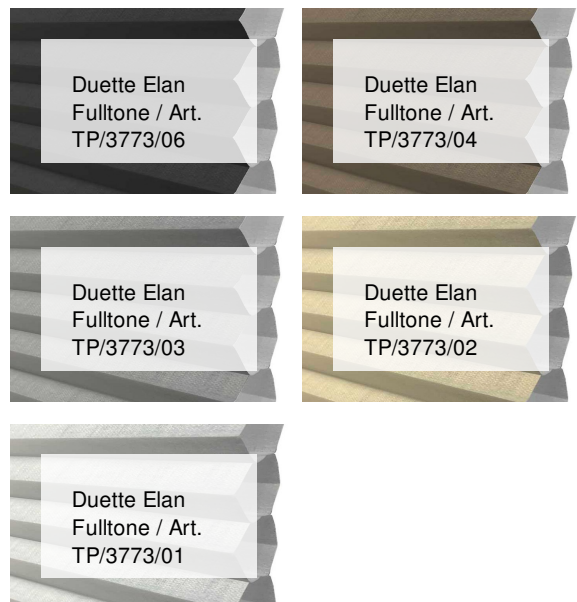 Duette Elan
Fulltone / Art.
TP/3773/06
Duette Elan
Fulltone / Art.
TP/3773/04
Duette Elan
Fulltone / Art.
TP/3773/03
Duette Elan
Fulltone / Art.
TP/3773/02
Duette Elan
Fulltone / Art.
TP/3773/01